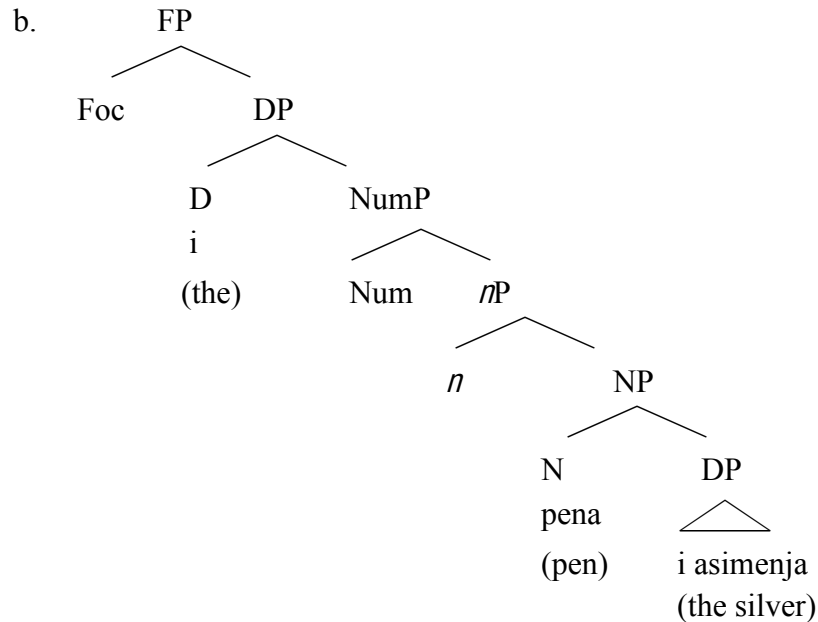 b. FP
Foc DP
D NumP
i
(the) Num nP
n NP
N DP
pena
(pen) i asimenja
(the silver)